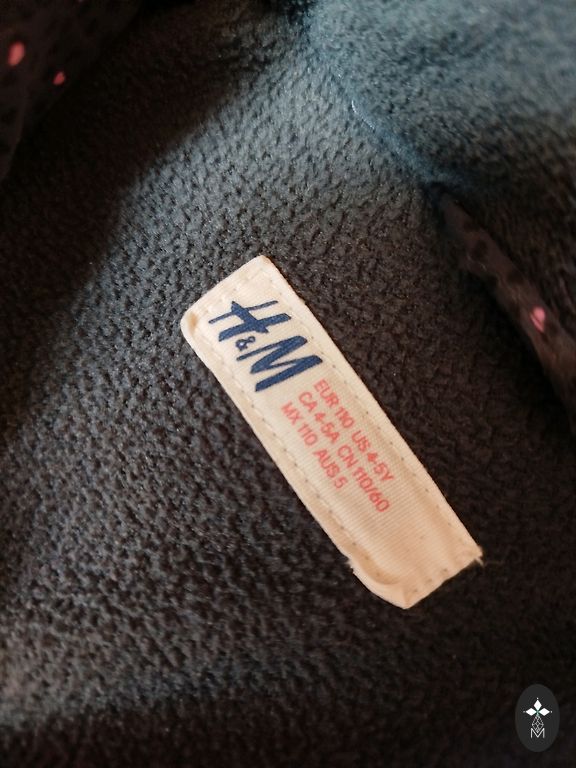 H&M
EUR 110 US 4-5Y
CA 4-5A CN 110/60
MX 110 AUS 5
M